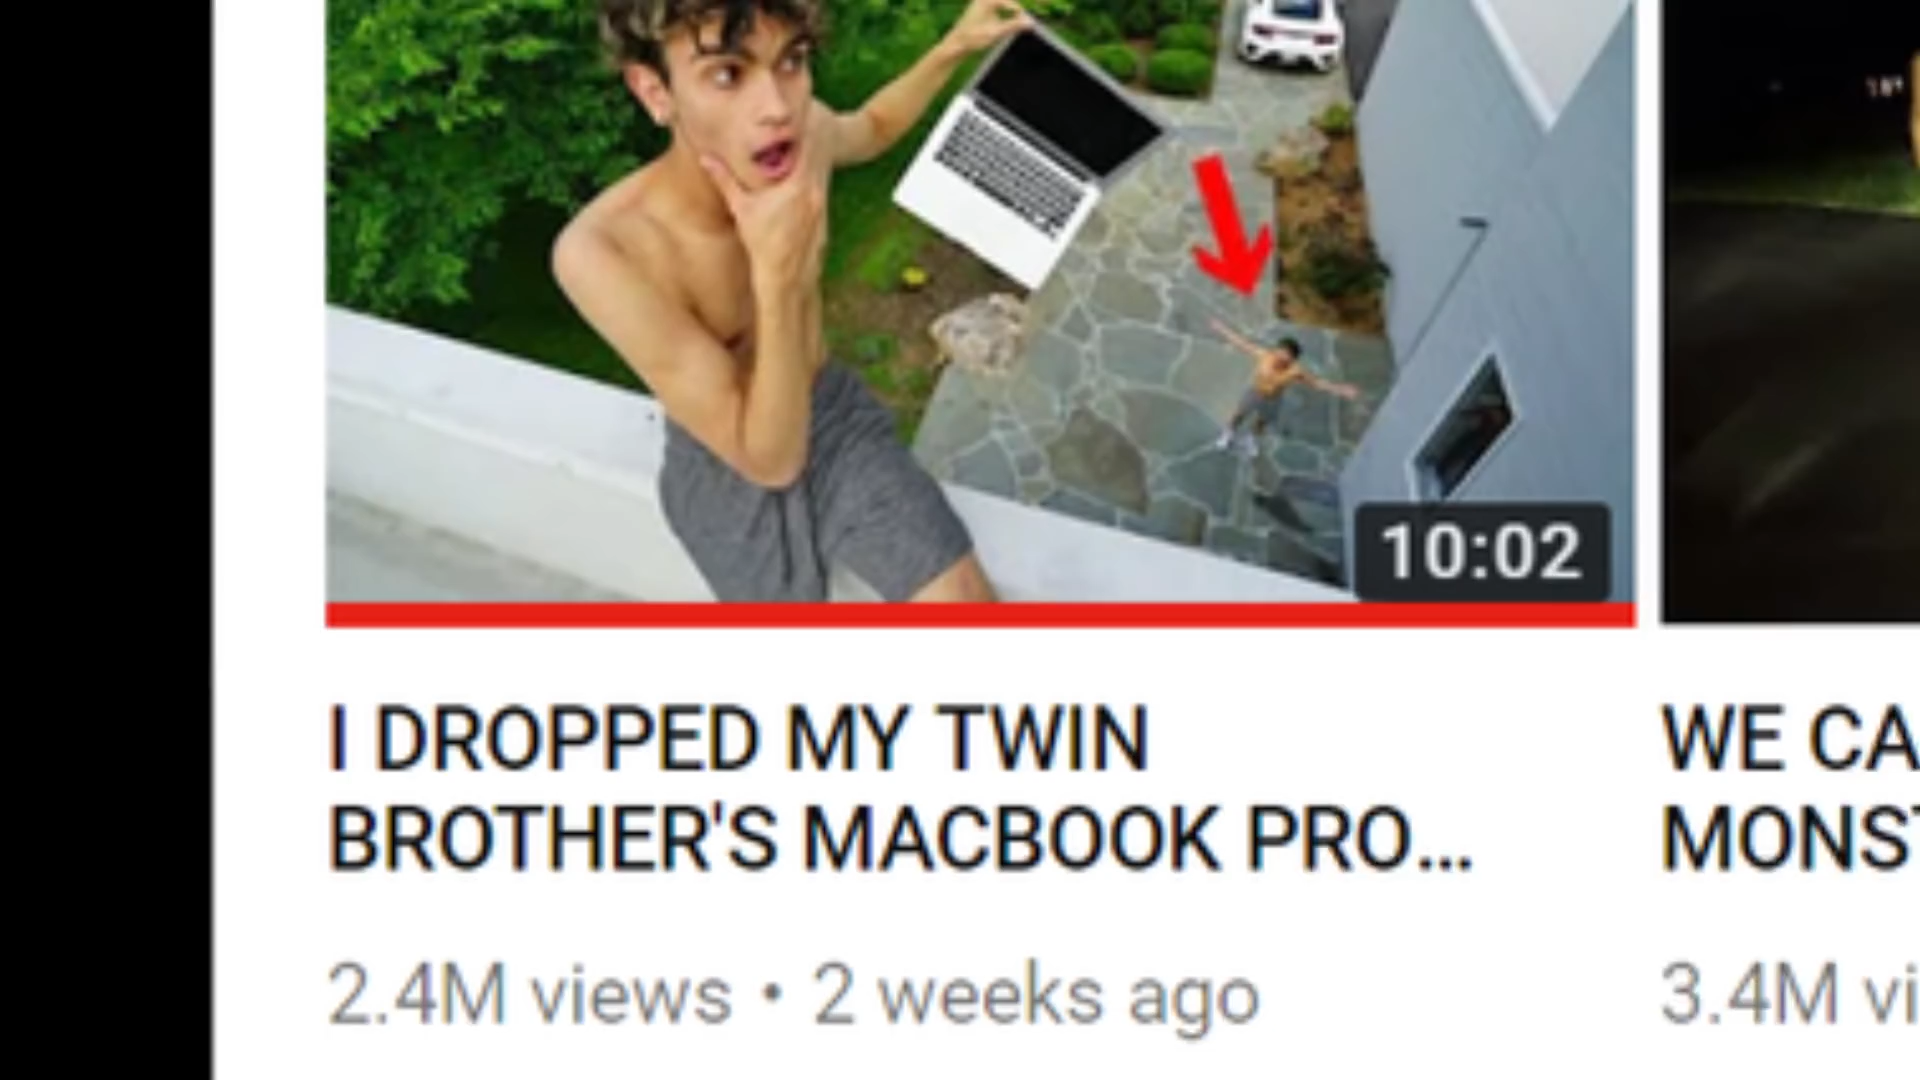 10:02
I DROPPED MY TWIN
BROTHER'S MACBOOK PRO...
2.4M views • 2 weeks ago
WE CA
MONST
3.4M vi